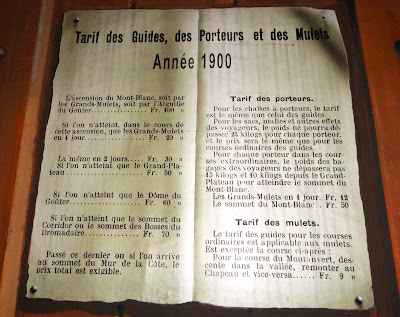 Tarif des Guides, des Porteurs et des Mulets
Année 1900
L'Escension du Mont-Blanc, soit par
les Grands-Mulets, soit par l'Aiguille
du Goûter............... Fr. 100 »
Si l'on n'atteint, dans le cours de
cette ascension, que les Grands-Mulets
en 1 jour............... Fr. 20 »
La même en 2 jours..... Fr. 30 »
Si l'on n'atteint que le Grand-Pla-
teau.................... Fr. 50 »
Si l'on n'atteint que le Dôme du
Goûter.................. Fr. 60 »
Si l'on n'atteint que le sommet du
Corridor ou le sommet des Bosses du
Dromadaire.............. Fr. 70 »
Passé ce dernier ou si l'on arrive
au sommet du Mur de la Côte, le
prix total est exigible.
Tarif des porteurs.
Pour les chaises à porteurs, le tarif
est le même que celui des guides.
Pour les sacs, malles et autres effets
des voyageurs, le poids ne pourra dé-
passer 25 kilogs pour chaque porteur,
et le prix sera le même que pour les
courses ordinaires des guides.
Pour chaque porteur dans les cour-
ses extraordinaires, le poids des ba-
gages des voyageurs ne dépassera pas
15 kilogs et 10 kilogs depuis le Grand-
Plateau pour atteindre le sommet du
Mont-Blanc.
Les Grands-Mulets en 1 jour. Fr. 12
Le sommet du Mont-Blanc. Fr. 50
Tarif des mulets.
Le tarif des guides pour les courses
ordinaires est applicable aux mulets.
Est exceptée la course ci-après :
Pour la course du Montanvert, des-
cente dans la vallée, remonter au
Chapeau et vice-versa...... Fr. 9 »